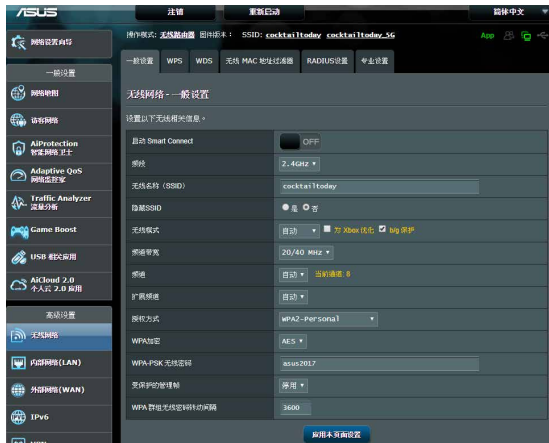 ASUS
注销
重新启动
简体中文
操作模式: 无线路由器 固件版本: SSID: cocktailtoday cocktailtoday_5G
App
网络设置向导
一般设置
网络地图
访客网络
AiProtection
智能网络卫士
Adaptive QoS
网络监控家
Traffic Analyzer
流量分析
Game Boost
USB 相关应用
AiCloud 2.0
个人云 2.0 应用
高级设置
无线网络
内部网络(LAN)
外部网络(WAN)
IPv6
一般设置 WPS WDS 无线 MAC 地址过滤器 RADIUS设置 专业设置
无线网络 - 一般设置
设置以下无线相关信息。
启动 Smart Connect OFF
频段 2.4GHz
无线名称(SSID) cocktailtoday
隐藏SSID 是 否
无线模式 自动 为 Xbox 优化 b/g 保护
频道带宽 20/40 MHz
频道 自动 当前信道: 8
扩展频道 自动
授权方式 WPA2-Personal
WPA加密 AES
WPA-PSK 无线密码 asus2017
受保护的管理帧 停用
WPA 群组无线密码转动间隔 3600
应用本页面设置